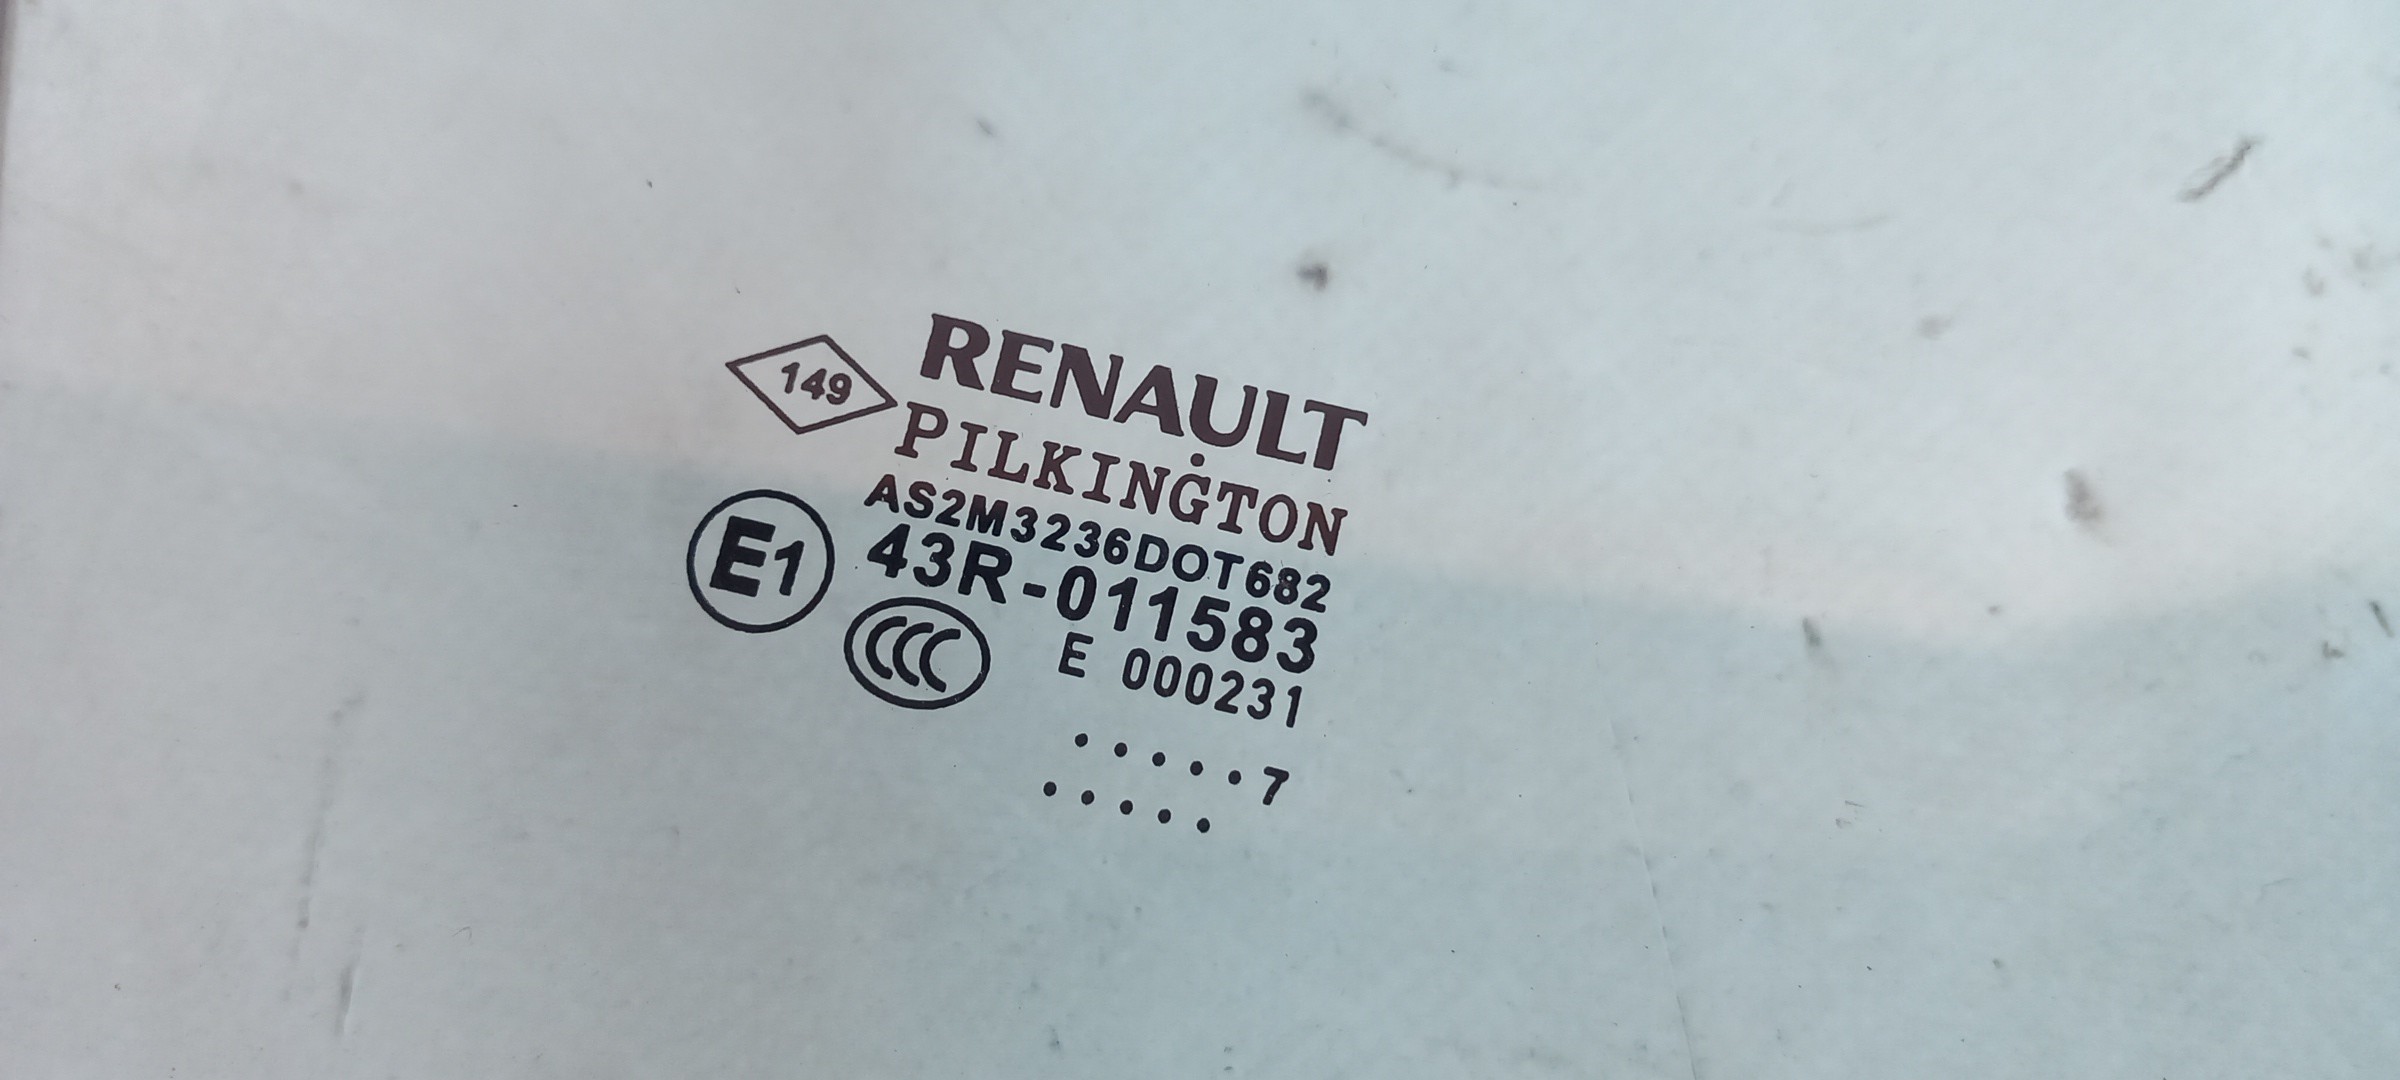 149
RENAULT
PILKINGTON
AS2M3236DOT682
E1
43R-011583
CCC
E 000231
.....7
.....